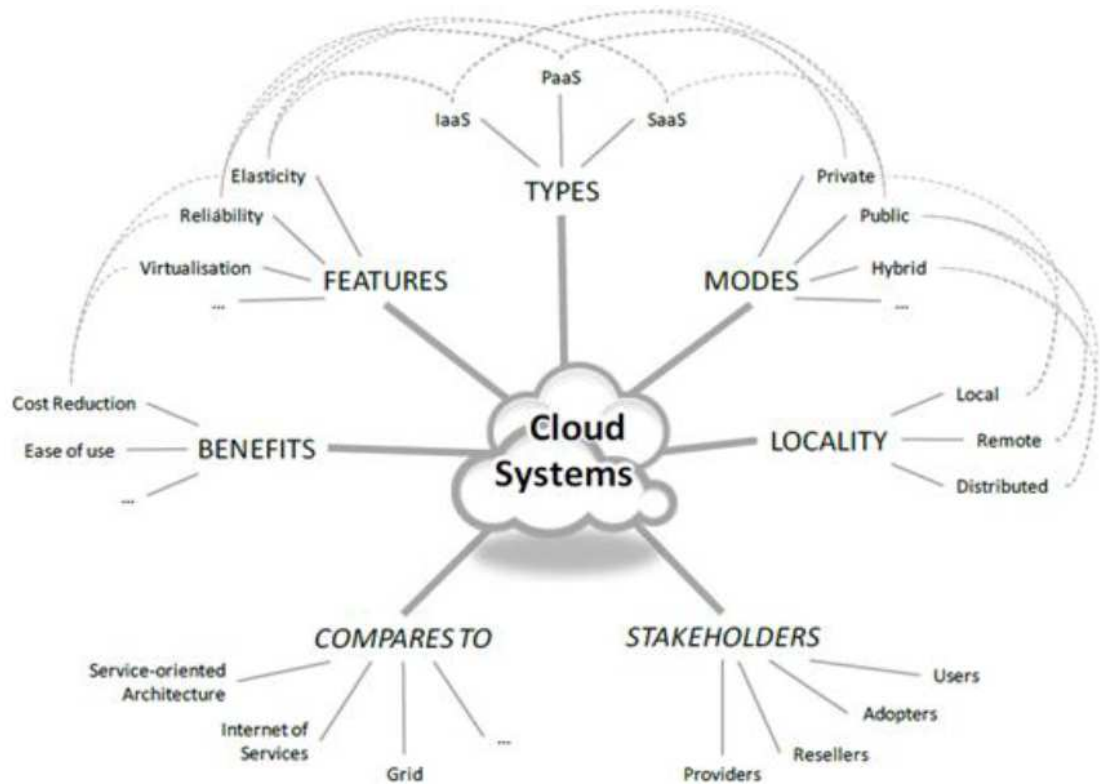 PaaS
IaaS
SaaS
TYPES
Elasticity
Reliability
Virtualisation
...
FEATURES
Private
Public
Hybrid
...
MODES
Cost Reduction
Ease of use
...
BENEFITS
Cloud
Systems
LOCALITY
Local
Remote
Distributed
COMPARES TO
Service-oriented
Architecture
Internet of
Services
Grid
...
STAKEHOLDERS
Users
Adopters
Resellers
Providers